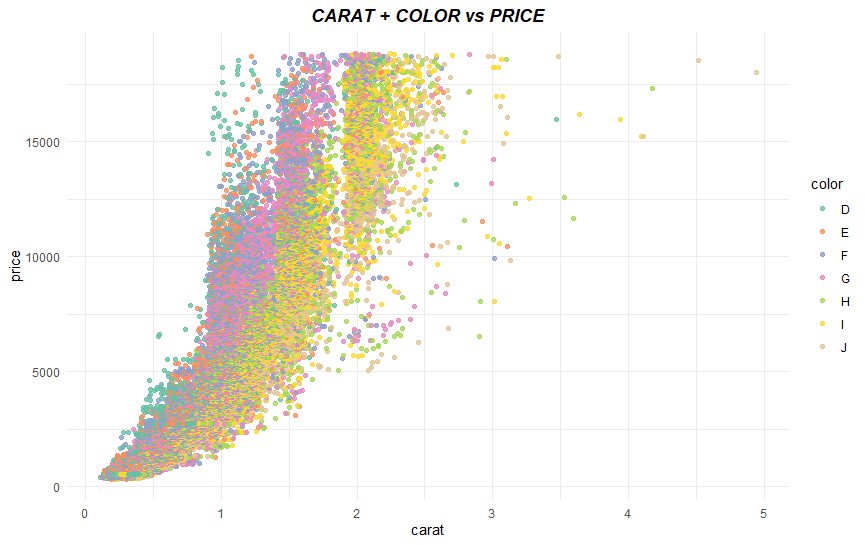 CARAT + COLOR vs PRICE
price
15000
10000
5000
0
0
1
2
3
4
5
carat
color
D
E
F
G
H
I
J